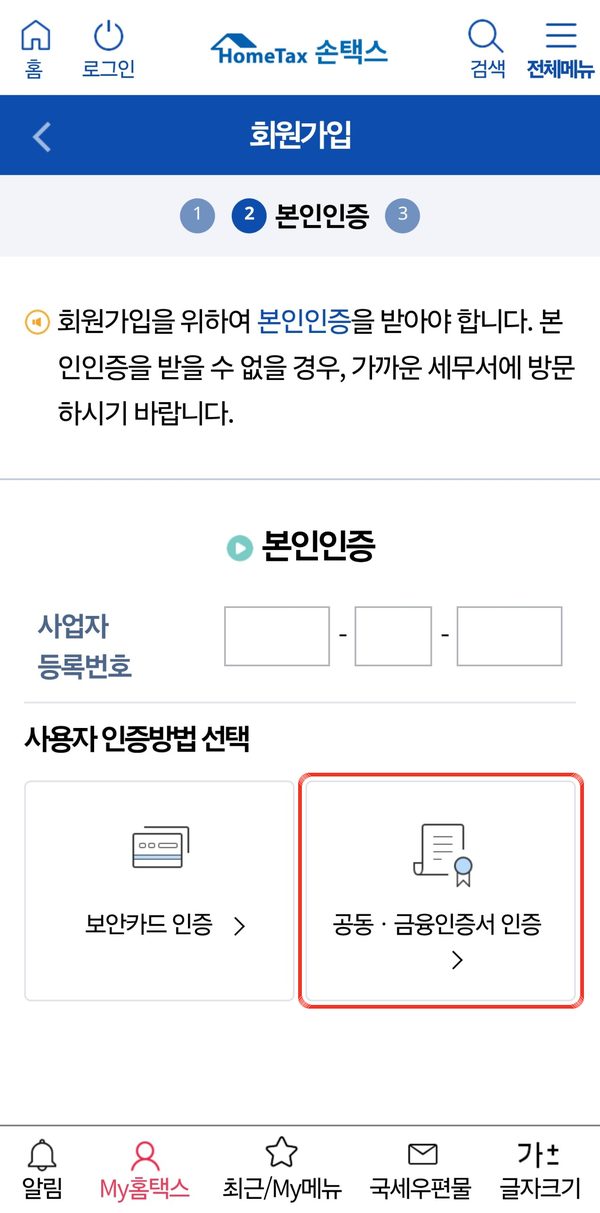 홈
로그인
HomeTax 손택스
검색
전체메뉴
회원가입
1 2 본인인증 3
회원가입을 위하여 본인인증을 받아야 합니다. 본
인인증을 받을 수 없을 경우, 가까운 세무서에 방문
하시기 바랍니다.
본인인증
사업자
등록번호
- -
사용자 인증방법 선택
보안카드 인증 >
공동 · 금융인증서 인증
>
알림
My홈택스
최근/My메뉴
국세우편물
가±
글자크기